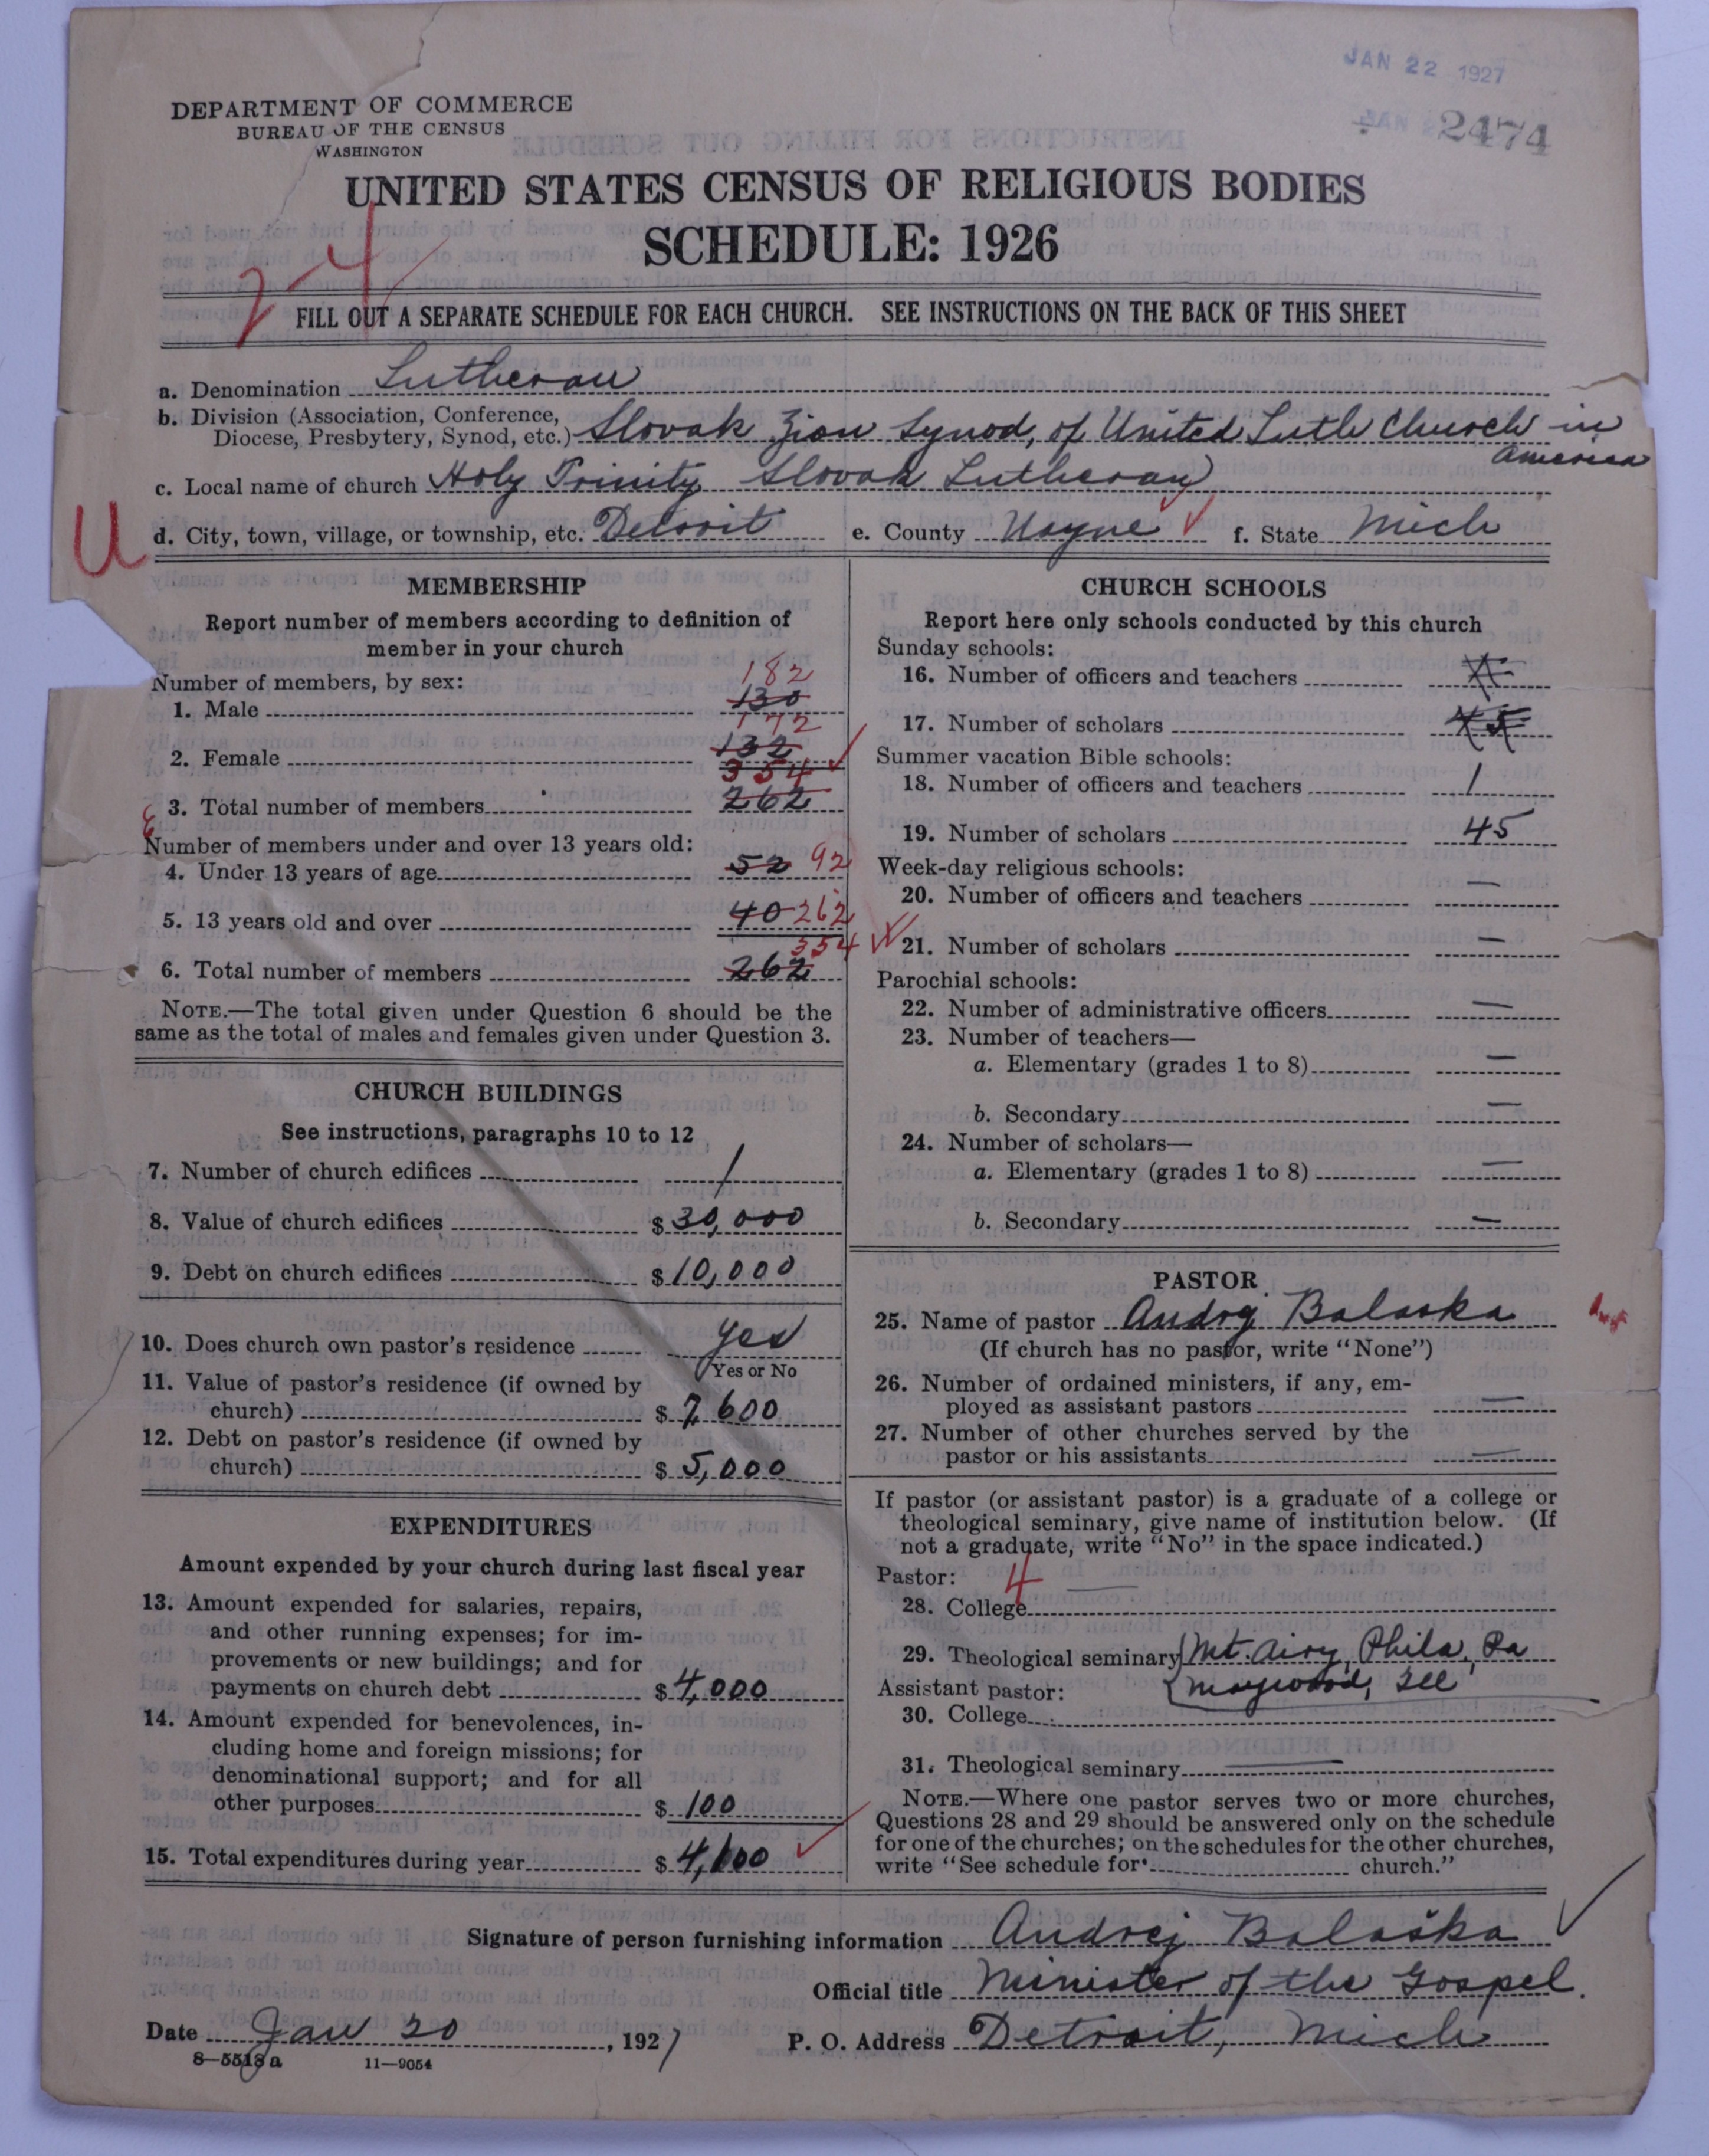 JAN 22 1927
2474
DEPARTMENT OF COMMERCE
BUREAU OF THE CENSUS
WASHINGTON
UNITED STATES CENSUS OF RELIGIOUS BODIES
SCHEDULE: 1926
24
FILL OUT A SEPARATE SCHEDULE FOR EACH CHURCH. SEE INSTRUCTIONS ON THE BACK OF THIS SHEET
a. Denomination Lutheran
b. Division (Association, Conference,
Diocese, Presbytery, Synod, etc.) Slovak Zion Synod, of United Luth Church in
America
c. Local name of church Holy Trinity Slovak Lutheran
U
d. City, town, village, or township, etc. Detroit e. County Wayne f. State Mich
MEMBERSHIP
Report number of members according to definition of
member in your church
Number of members, by sex:
182
1. Male 130
172
2. Female 132
354
3. Total number of members 262
Number of members under and over 13 years old:
4. Under 13 years of age 52 92
5. 13 years old and over 40 262
354
6. Total number of members 262
NOTE.—The total given under Question 6 should be the
same as the total of males and females given under Question 3.
CHURCH BUILDINGS
See instructions, paragraphs 10 to 12
7. Number of church edifices 1
8. Value of church edifices $ 30,000
9. Debt on church edifices $ 10,000
10. Does church own pastor's residence yes
Yes or No
11. Value of pastor's residence (if owned by
church) $ 7,600
12. Debt on pastor's residence (if owned by
church) $ 5,000
EXPENDITURES
Amount expended by your church during last fiscal year
13. Amount expended for salaries, repairs,
and other running expenses; for im-
provements or new buildings; and for
payments on church debt $ 4,000
14. Amount expended for benevolences, in-
cluding home and foreign missions; for
denominational support; and for all
other purposes $ 100
15. Total expenditures during year $ 4,100
CHURCH SCHOOLS
Report here only schools conducted by this church
Sunday schools:
16. Number of officers and teachers
17. Number of scholars 45
Summer vacation Bible schools:
18. Number of officers and teachers 1
19. Number of scholars 45
Week-day religious schools:
20. Number of officers and teachers —
21. Number of scholars —
Parochial schools:
22. Number of administrative officers —
23. Number of teachers—
a. Elementary (grades 1 to 8) —
b. Secondary —
24. Number of scholars—
a. Elementary (grades 1 to 8) —
b. Secondary —
PASTOR
25. Name of pastor Andrej Balaska
(If church has no pastor, write "None")
26. Number of ordained ministers, if any, em-
ployed as assistant pastors —
27. Number of other churches served by the
pastor or his assistants —
If pastor (or assistant pastor) is a graduate of a college or
theological seminary, give name of institution below. (If
not a graduate, write "No" in the space indicated.)
Pastor: 4 —
28. College
29. Theological seminary Mt. Airy, Phila, Pa
Assistant pastor: Maywood, Ill
30. College
31. Theological seminary —
NOTE.—Where one pastor serves two or more churches,
Questions 28 and 29 should be answered only on the schedule
for one of the churches; on the schedules for the other churches,
write "See schedule for church."
Signature of person furnishing information Andrej Balaška
Official title Minister of the Gospel.
Date Jan 20, 1927 P. O. Address Detroit, Mich
8—5518 a 11—9054